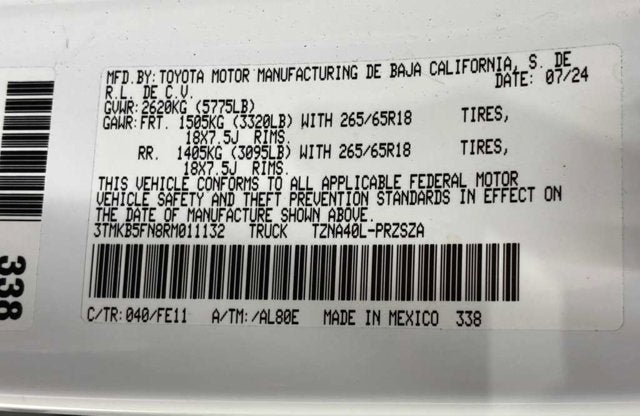 MFD.BY:TOYOTA MOTOR MANUFACTURING DE BAJA CALIFORNIA, S. DE
R.L. DE C.V. DATE: 07/24
GVWR:2620KG (5775LB)
GAWR:FRT. 1505KG (3320LB) WITH 265/65R18 TIRES,
18X7.5J RIMS.
RR. 1405KG (3095LB) WITH 265/65R18 TIRES,
18X7.5J RIMS.
THIS VEHICLE CONFORMS TO ALL APPLICABLE FEDERAL MOTOR
VEHICLE SAFETY AND THEFT PREVENTION STANDARDS IN EFFECT ON
THE DATE OF MANUFACTURE SHOWN ABOVE.
3TMKB5FN8RM011132 TRUCK TZNA40L-PRZSZA
C/TR:040/FE11 A/TM:/AL80E MADE IN MEXICO 338
338